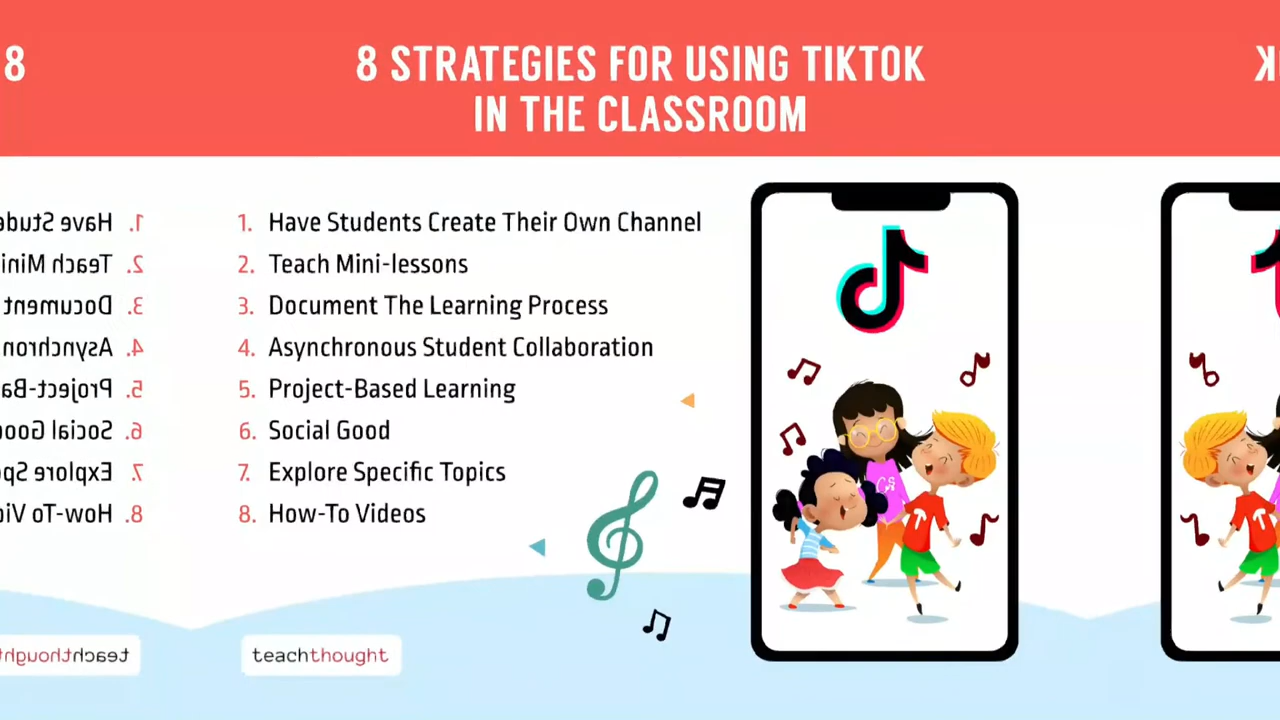 8 STRATEGIES FOR USING TIKTOK
IN THE CLASSROOM
1. Have Students Create Their Own Channel
2. Teach Mini-lessons
3. Document The Learning Process
4. Asynchronous Student Collaboration
5. Project-Based Learning
6. Social Good
7. Explore Specific Topics
8. How-To Videos
teachthought